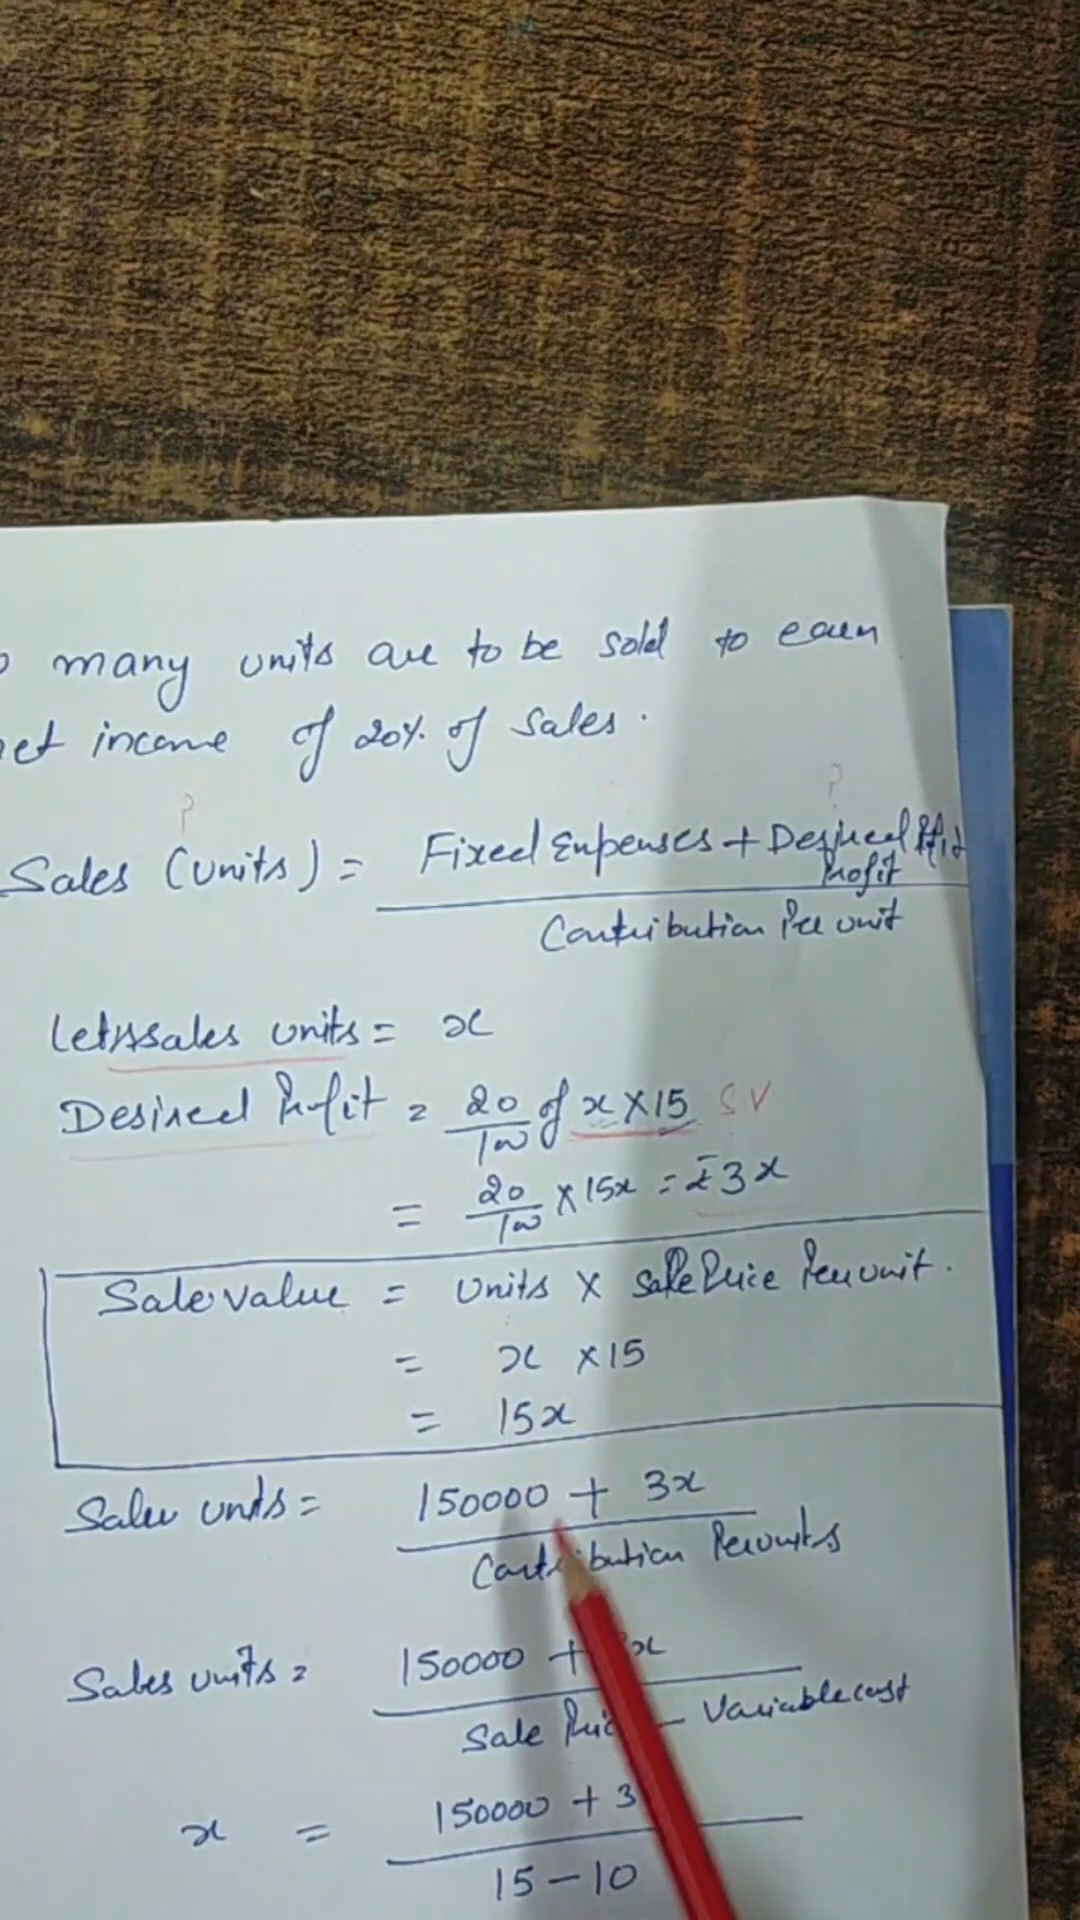 many units are to be sold to earn
net income of 20% of Sales.
? ?
Sales (units) = Fixed Expenses + Desired Profit
Profit
Contribution Per unit
Let sales units = x
Desired Profit = 20/100 of x × 15 SV
= 20/100 × 15x = ₹3x
Sale value = Units × Sale Price Per unit.
= x × 15
= 15x
Sales units = 150000 + 3x
Contribution Per units
Sales units = 150000 + x
Sale Price - Variable cost
x = 150000 + 3
15 - 10